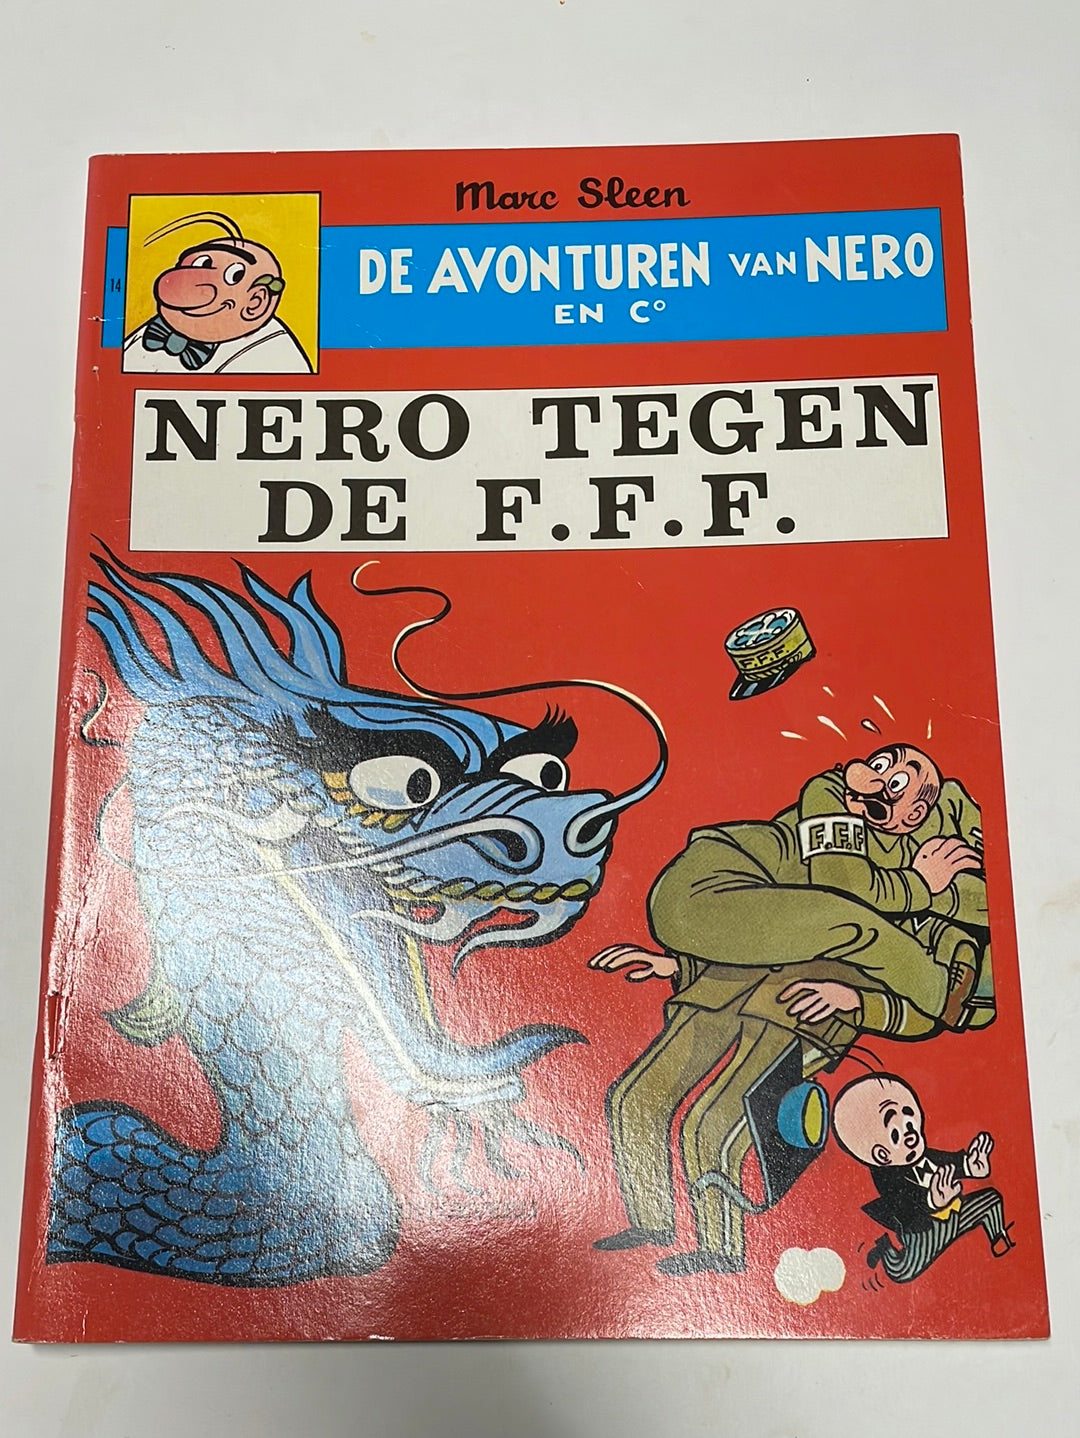 Marc Sleen
DE AVONTUREN VAN NERO
EN C°
14
NERO TEGEN
DE F.F.F.
F.F.F.
F.F.F